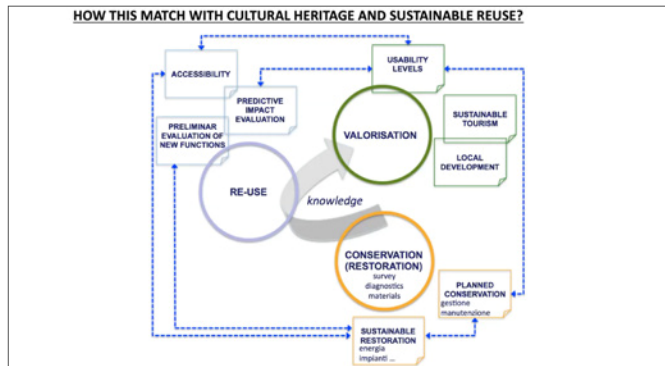 HOW THIS MATCH WITH CULTURAL HERITAGE AND SUSTAINABLE REUSE?
ACCESSIBILITY
USABILITY
LEVELS
PREDICTIVE
IMPACT
EVALUATION
PRELIMINAR
EVALUATION OF
NEW FUNCTIONS
VALORISATION
SUSTAINABLE
TOURISM
LOCAL
DEVELOPMENT
RE-USE
knowledge
CONSERVATION
(RESTORATION)
survey
diagnostics
materials
PLANNED
CONSERVATION
gestione
manutenzione
SUSTAINABLE
RESTORATION
energia
impianti ...